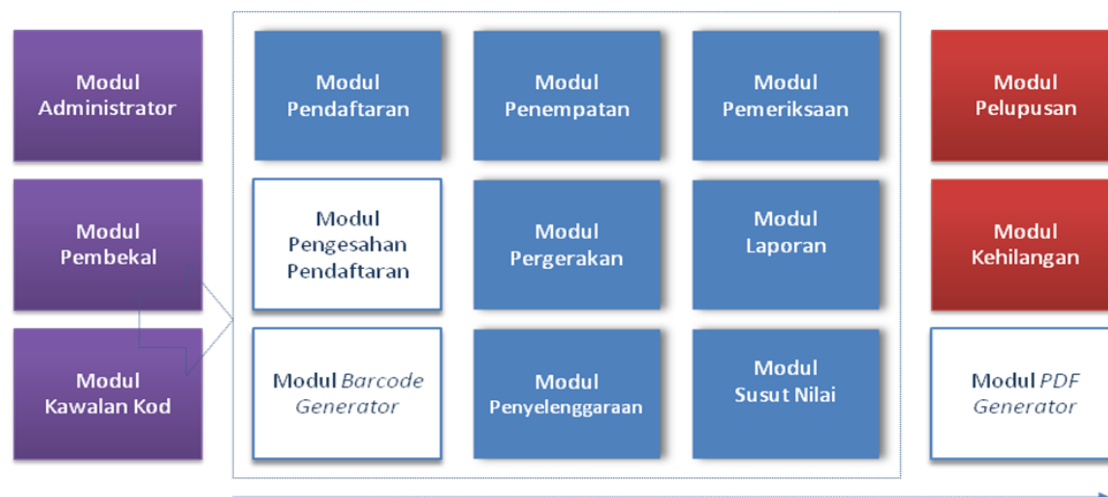 Modul
Administrator
Modul
Pendaftaran
Modul
Penempatan
Modul
Pemeriksaan
Modul
Pelupusan
Modul
Pembekal
Modul
Pengesahan
Pendaftaran
Modul
Pergerakan
Modul
Laporan
Modul
Kehilangan
Modul
Kawalan Kod
Modul Barcode
Generator
Modul
Penyelenggaraan
Modul
Susut Nilai
Modul PDF
Generator